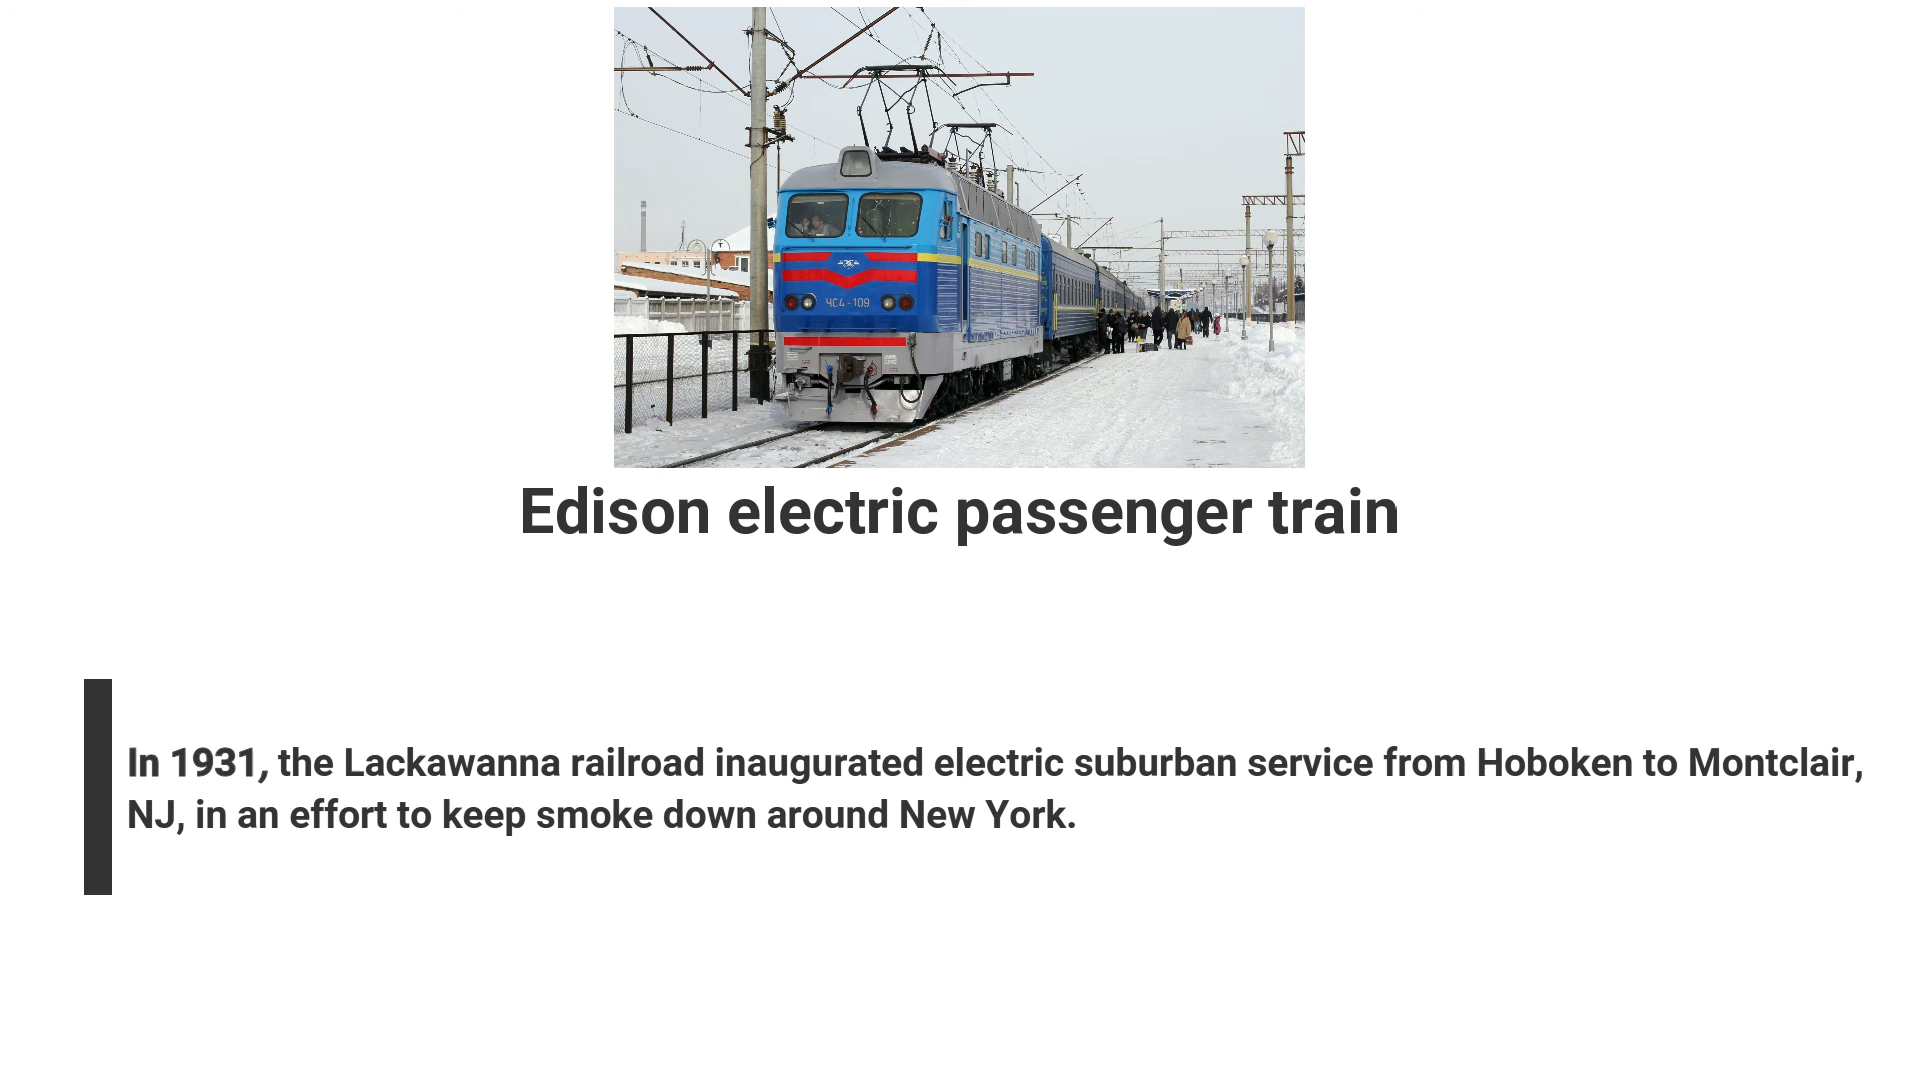 ЧС4-109
Edison electric passenger train
In 1931, the Lackawanna railroad inaugurated electric suburban service from Hoboken to Montclair,
NJ, in an effort to keep smoke down around New York.